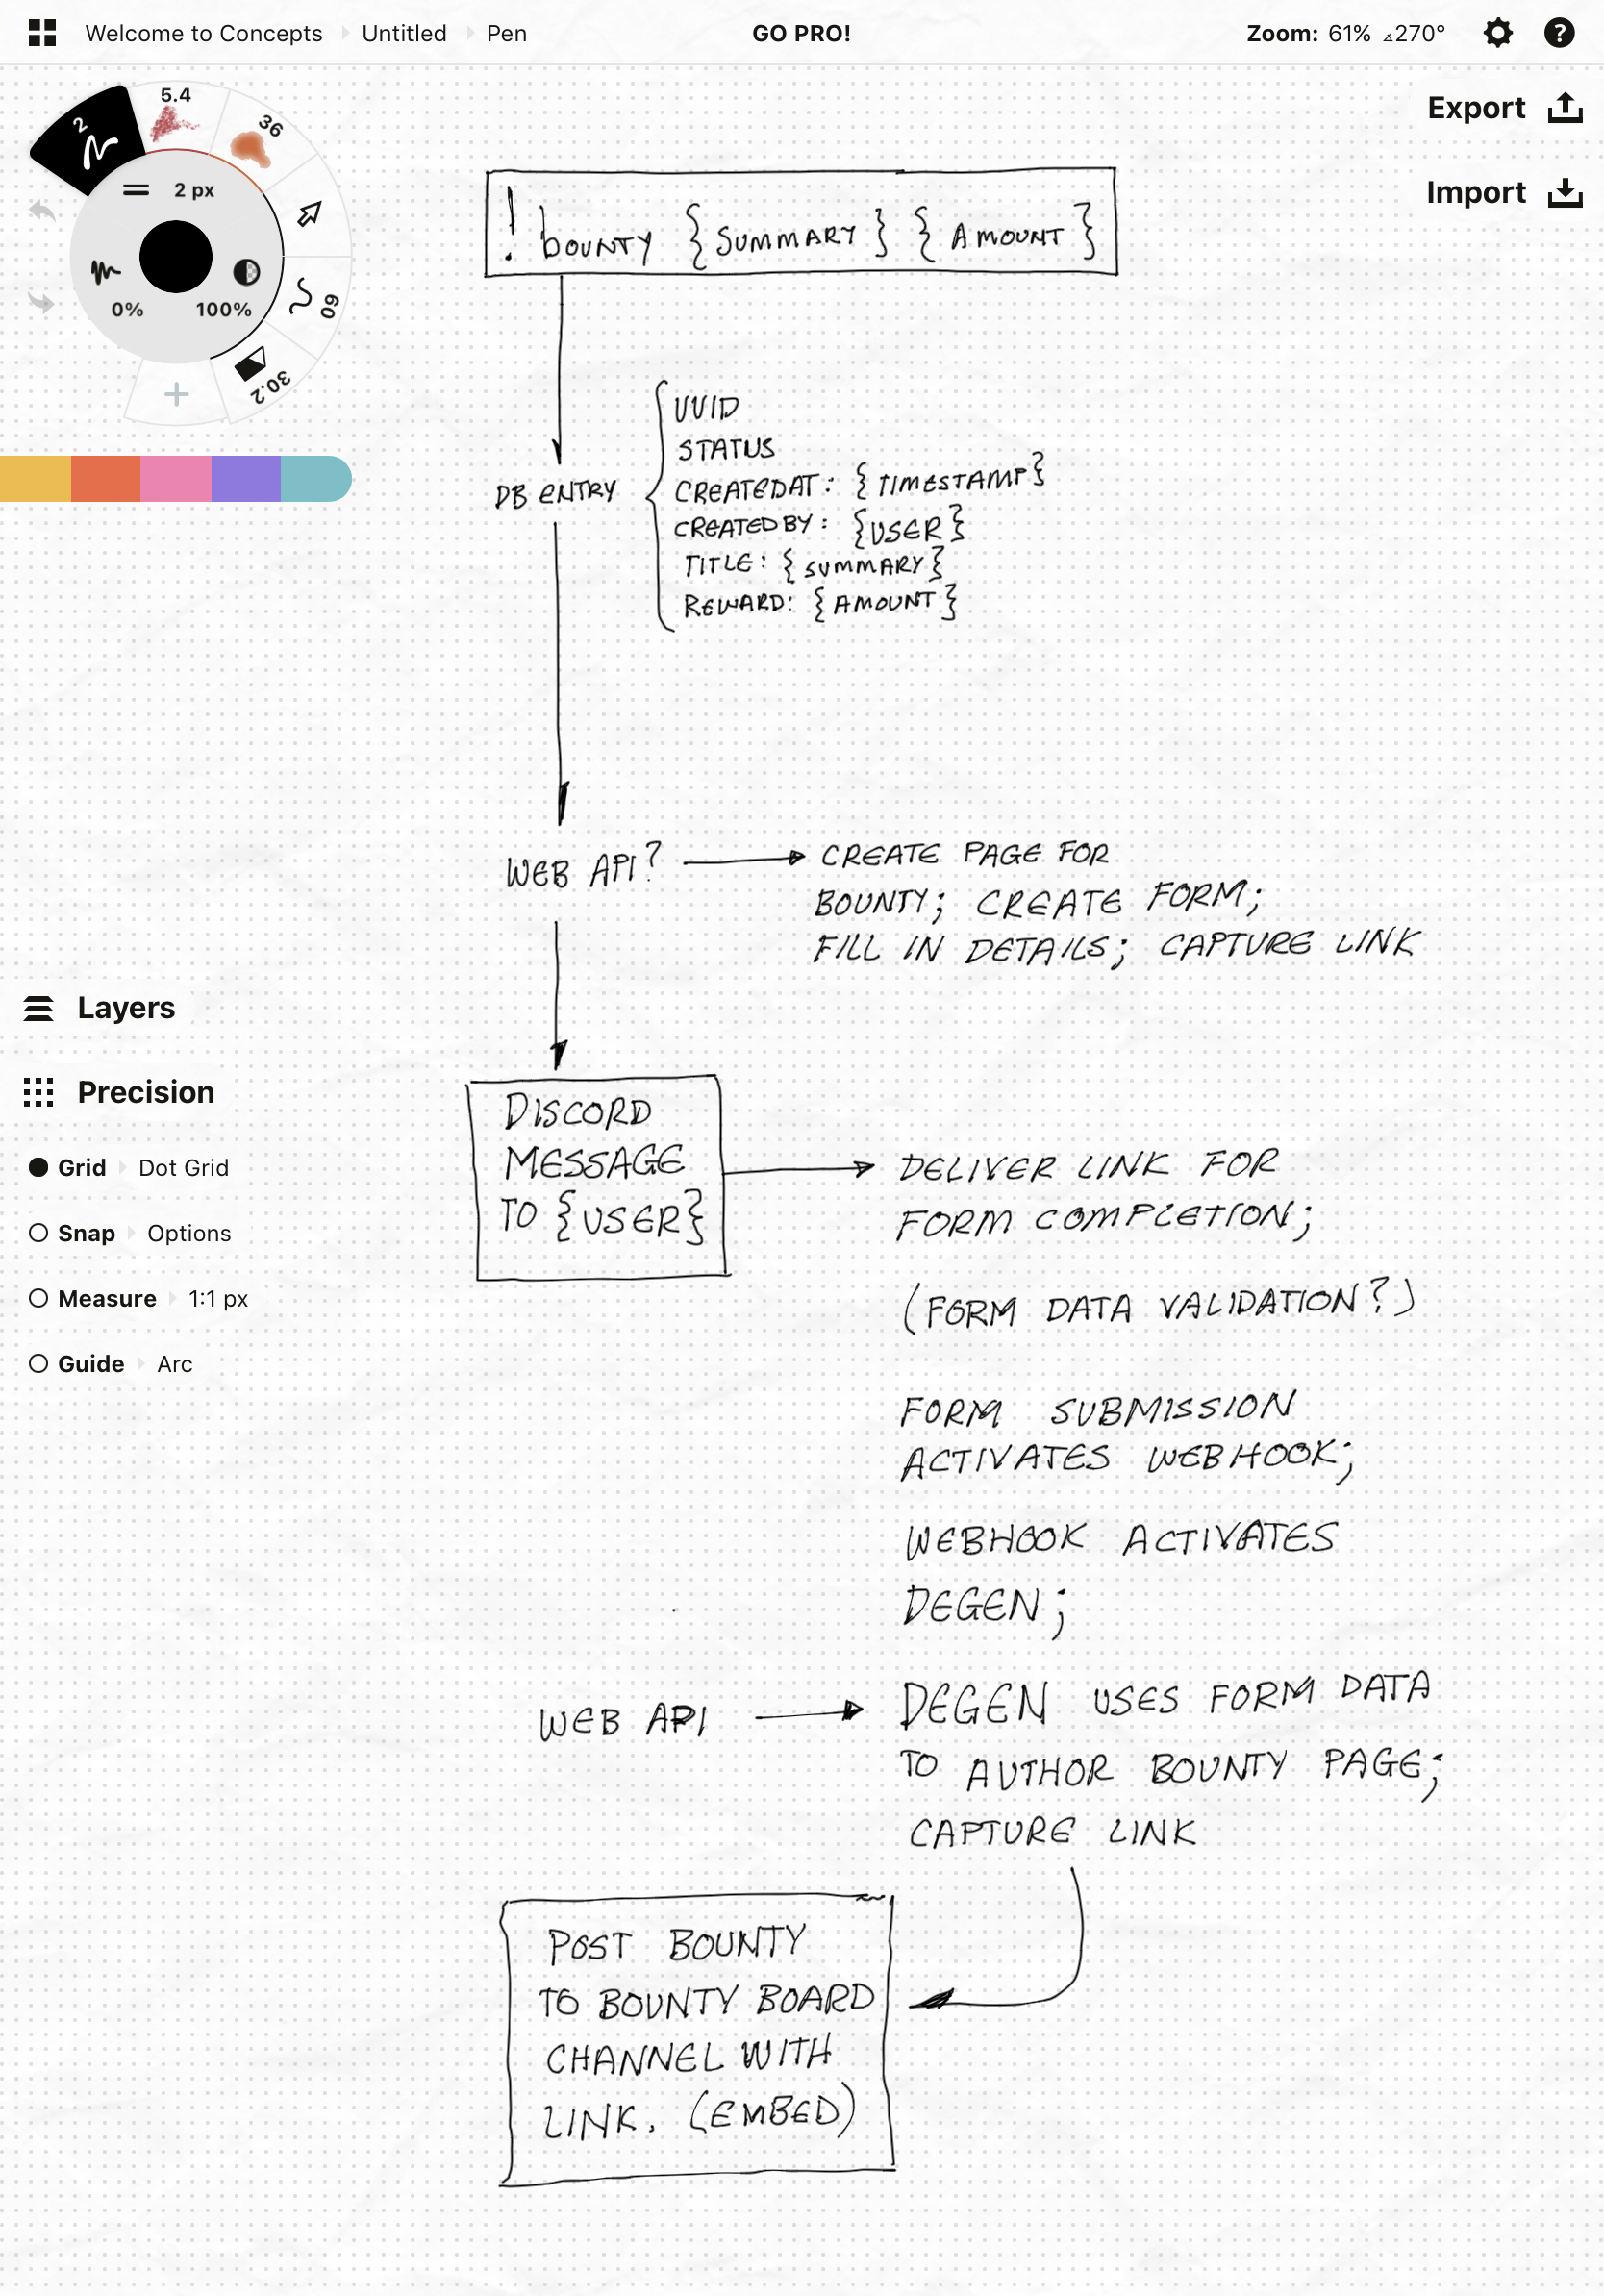 Welcome to Concepts Untitled Pen GO PRO! Zoom: 61% ∡270° ?
Export
Import
5.4
2
36
2 px
0% 100%
60
30.2
! BOUNTY {SUMMARY} {AMOUNT}
DB ENTRY
UUID
STATUS
CREATEDAT: {TIMESTAMP}
CREATED BY: {USER}
TITLE: {SUMMARY}
REWARD: {AMOUNT}
WEB API?
CREATE PAGE FOR
BOUNTY; CREATE FORM;
FILL IN DETAILS; CAPTURE LINK
Layers
Precision
Grid Dot Grid
Snap Options
Measure 1:1 px
Guide Arc
DISCORD
MESSAGE
TO {USER}
DELIVER LINK FOR
FORM COMPLETION;
(FORM DATA VALIDATION?)
FORM SUBMISSION
ACTIVATES WEBHOOK;
WEBHOOK ACTIVATES
DEGEN;
WEB API
DEGEN USES FORM DATA
TO AUTHOR BOUNTY PAGE;
CAPTURE LINK
POST BOUNTY
TO BOUNTY BOARD
CHANNEL WITH
LINK. (EMBED)